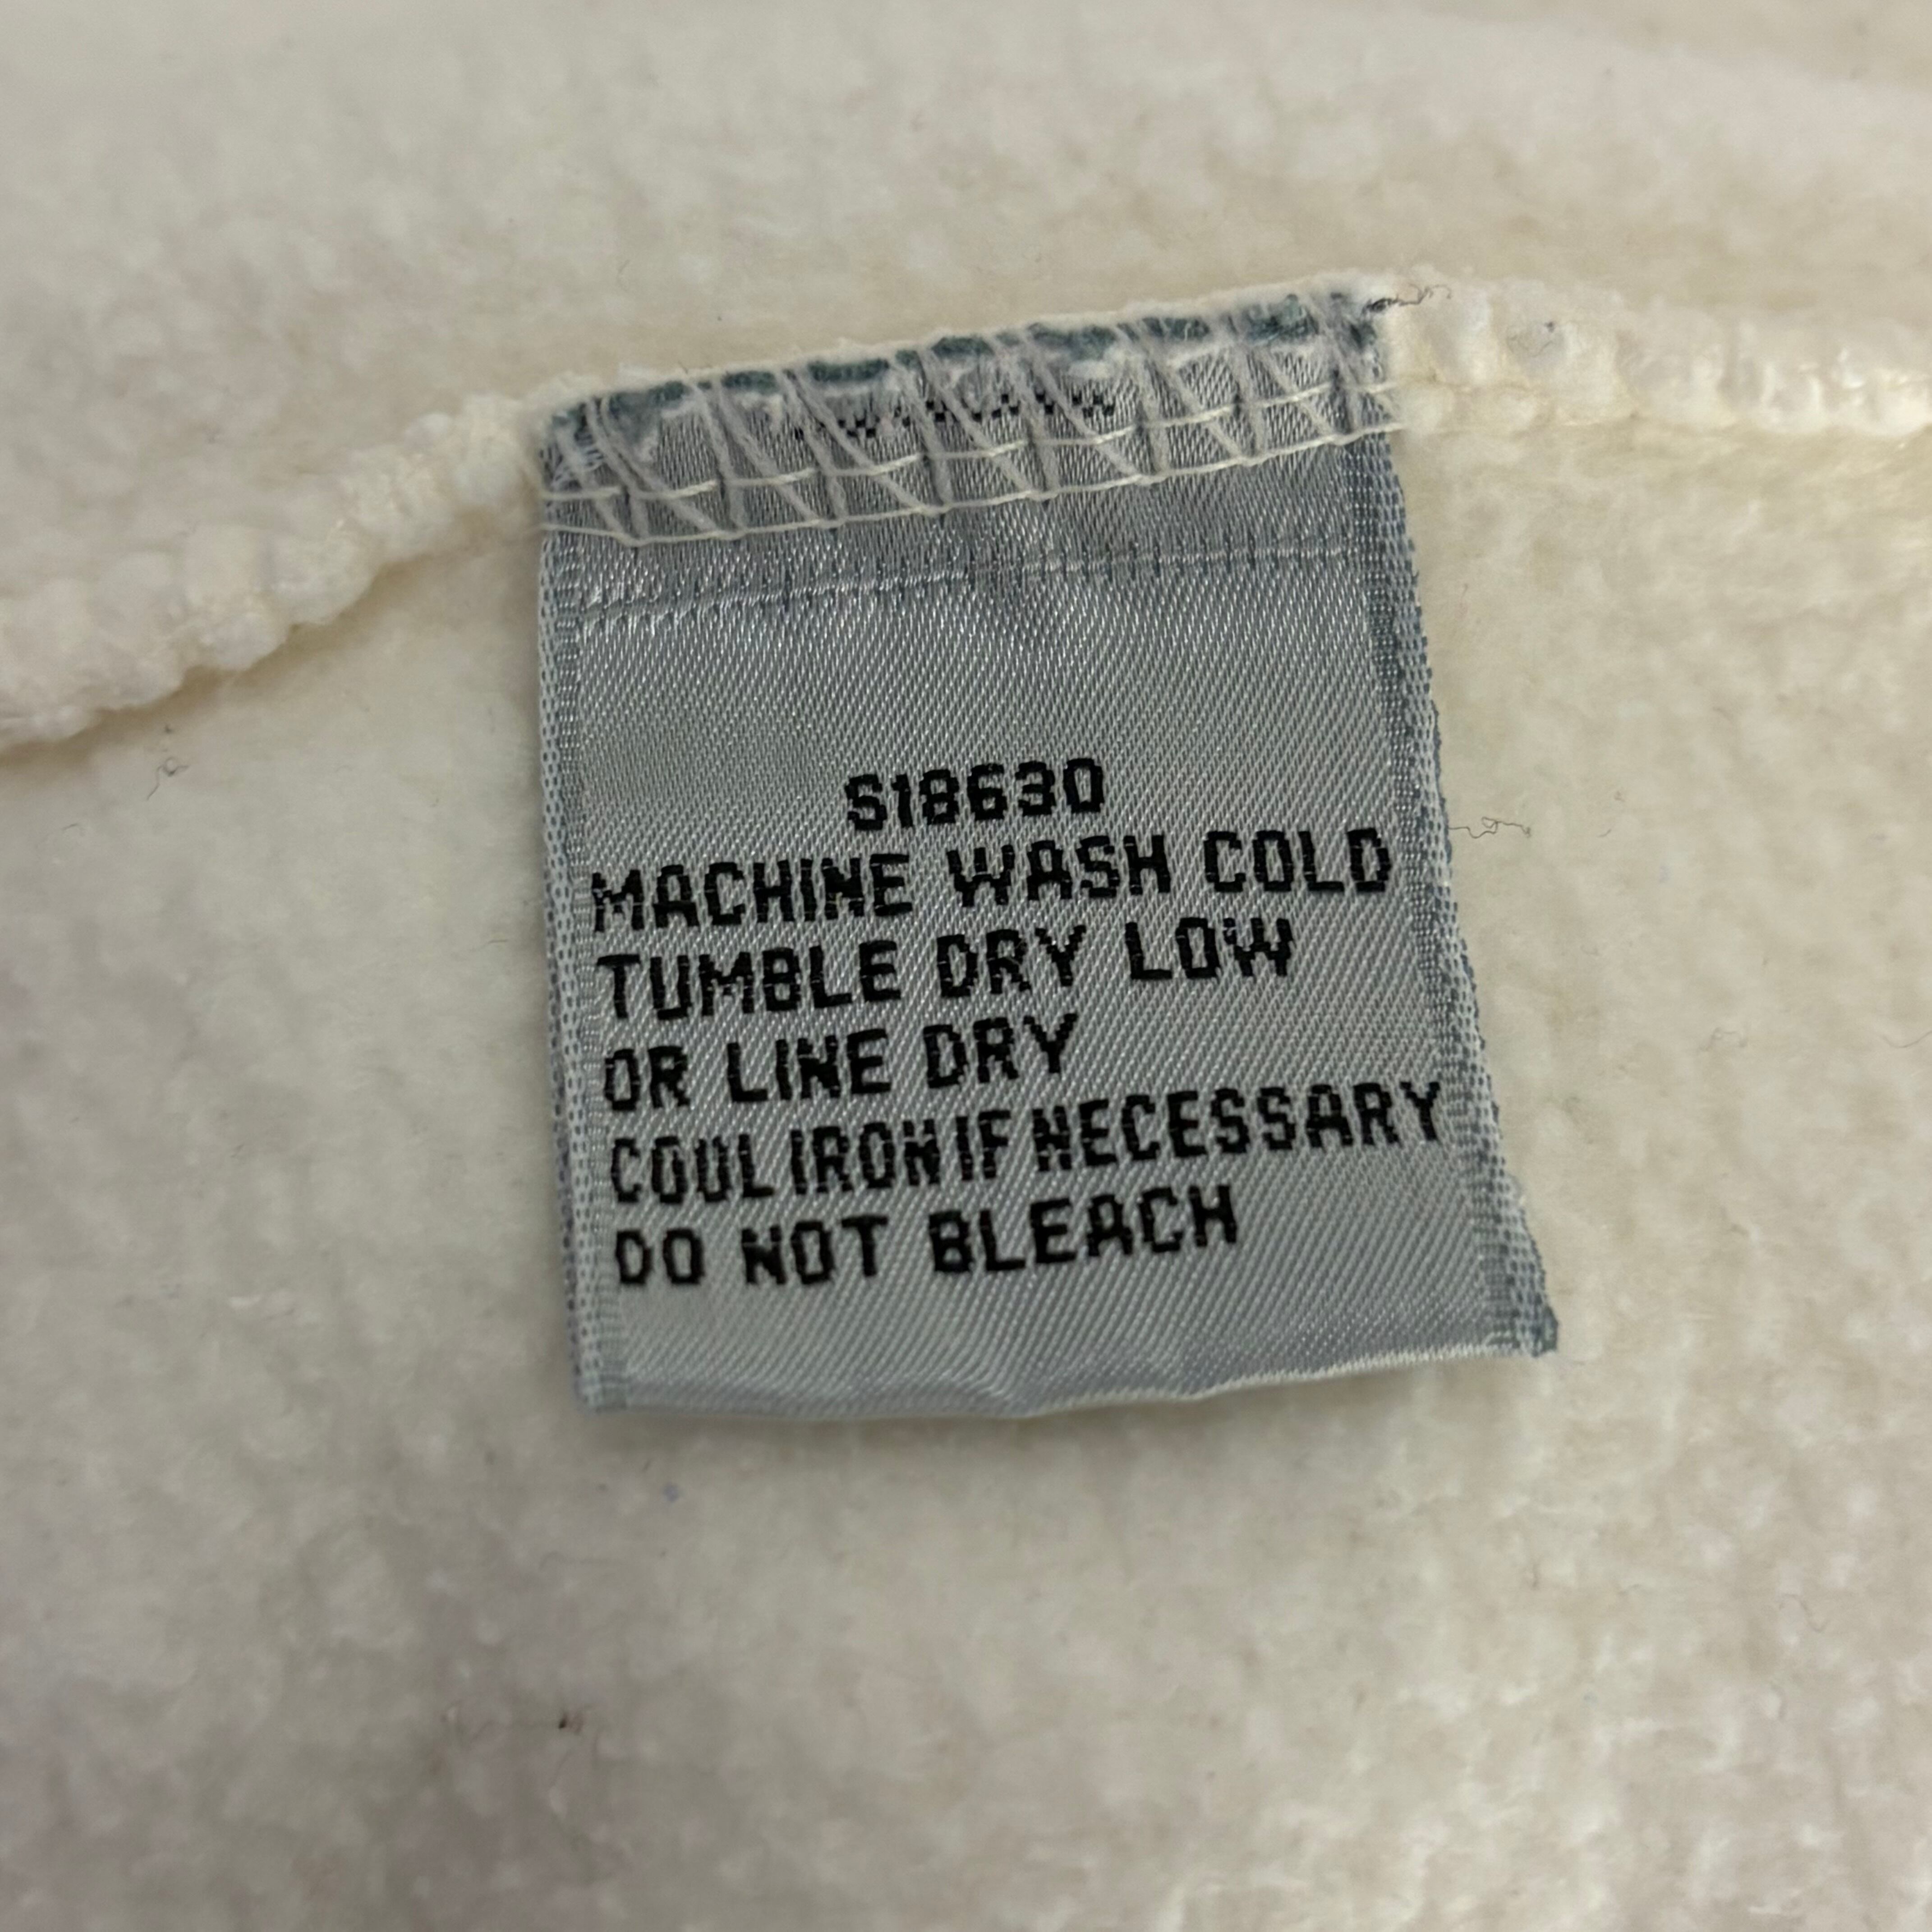 S18630
MACHINE WASH COLD
TUMBLE DRY LOW
OR LINE DRY
COOL IRON IF NECESSARY
DO NOT BLEACH